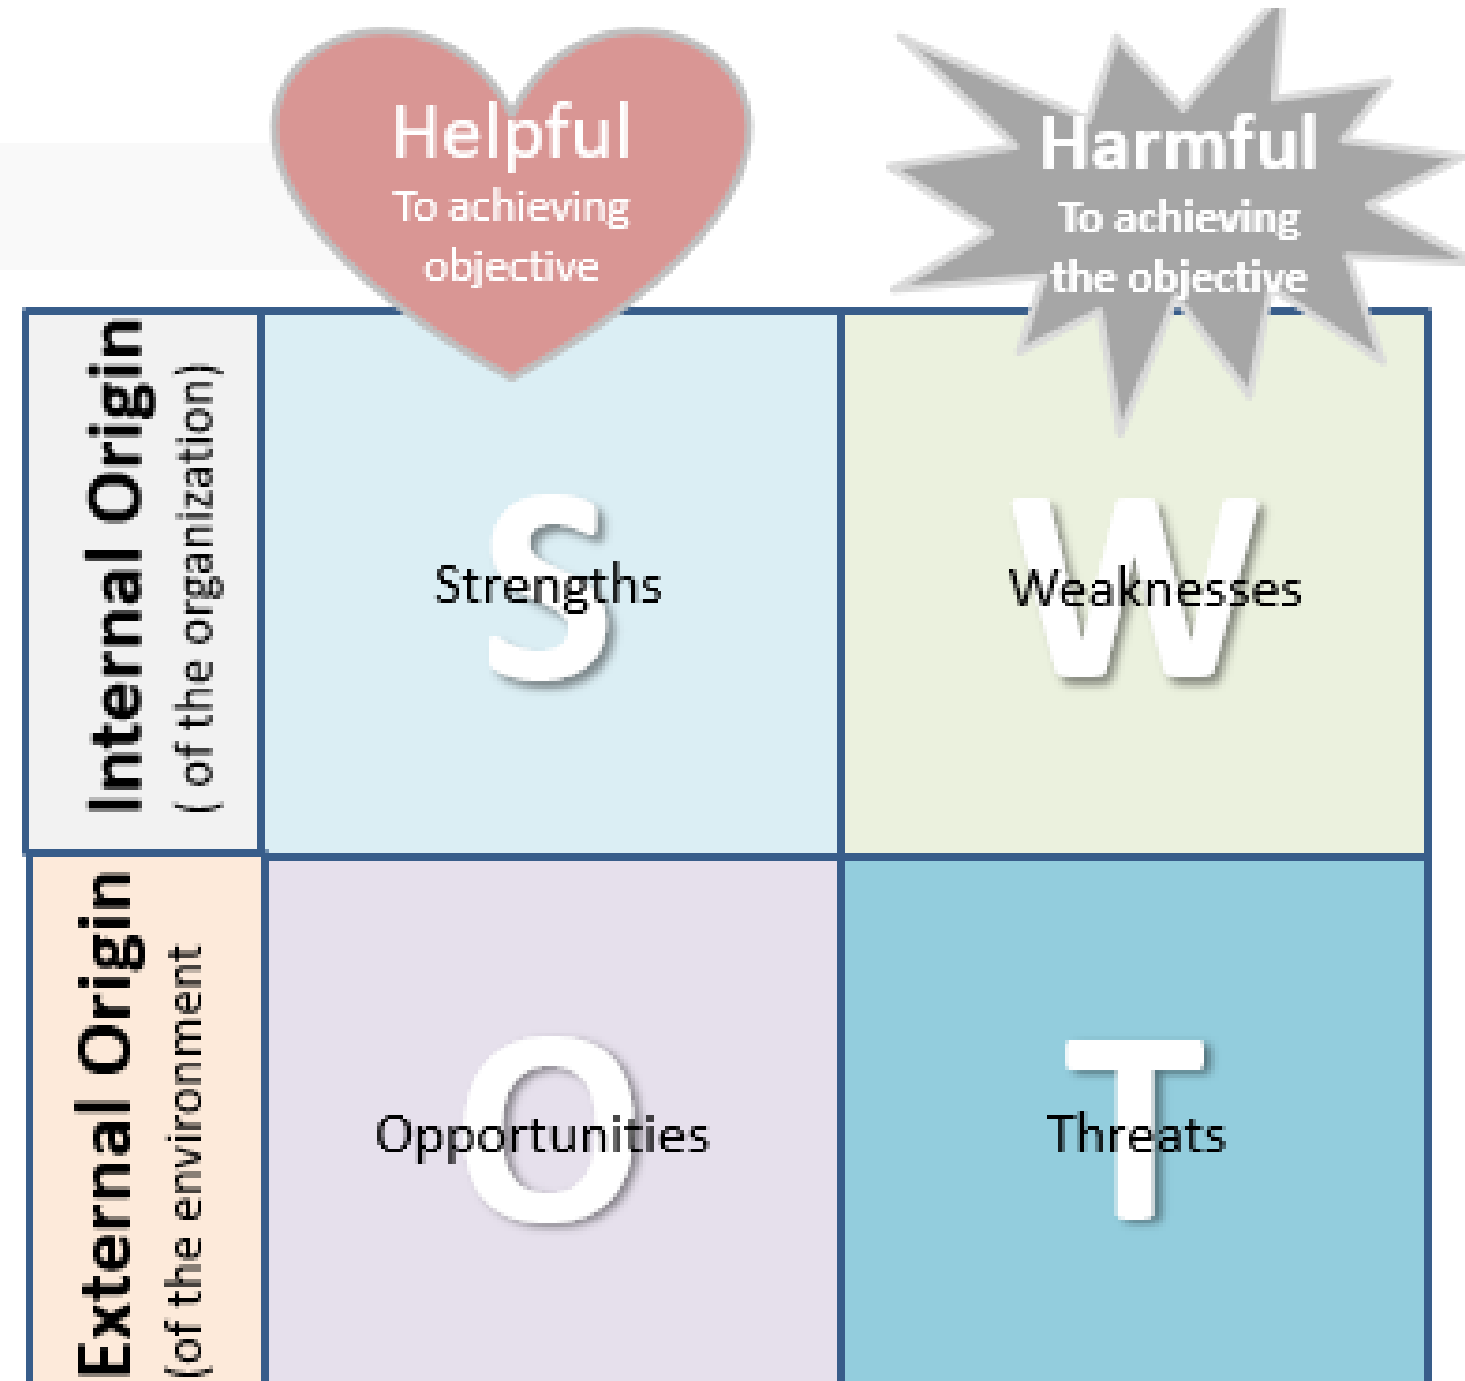 Helpful
To achieving
objective
Harmful
To achieving
the objective
Internal Origin
( of the organization)
S
Strengths
W
Weaknesses
External Origin
(of the environment
O
Opportunities
T
Threats